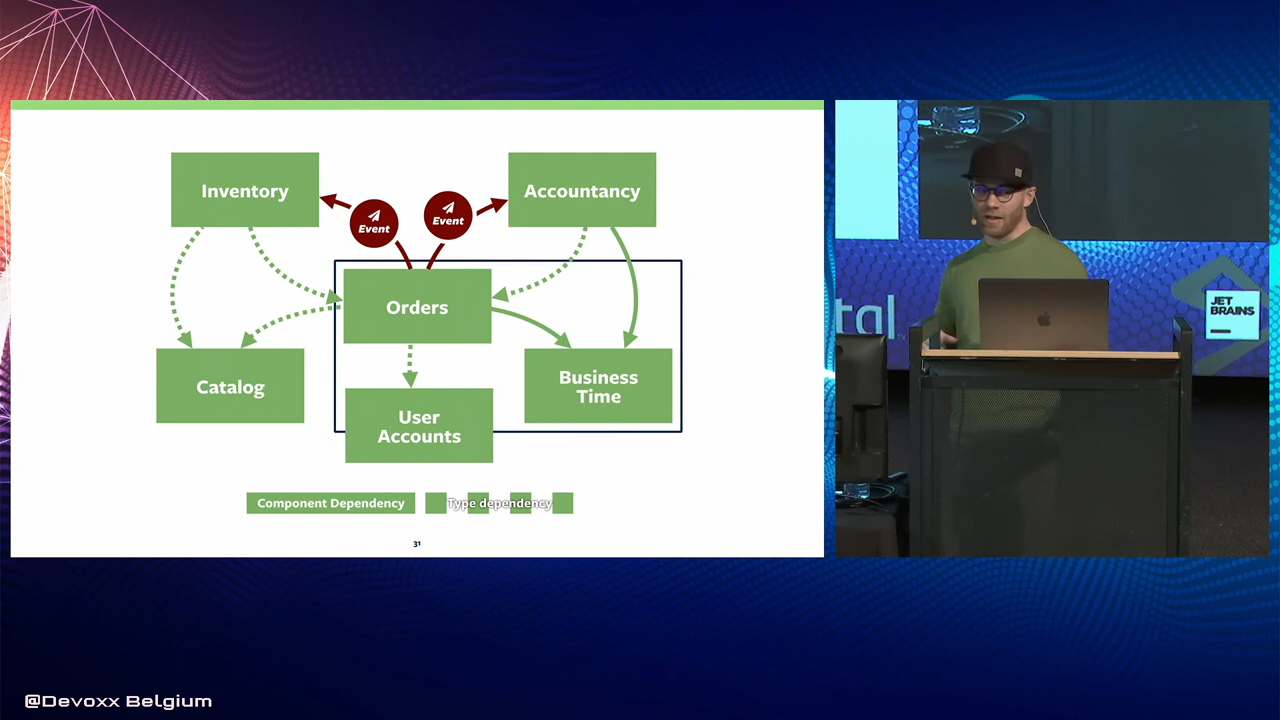 Inventory
Accountancy
Event
Event
Orders
Catalog
User
Accounts
Business
Time
Component Dependency
Type dependency
31
tal
JET
BRAINS
@Devoxx Belgium